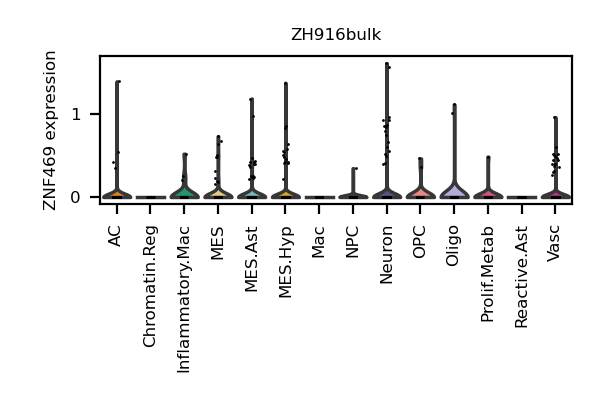 ZH916bulk
ZNF469 expression
1
0
AC
Chromatin.Reg
Inflammatory.Mac
MES
MES.Ast
MES.Hyp
Mac
NPC
Neuron
OPC
Oligo
Prolif.Metab
Reactive.Ast
Vasc